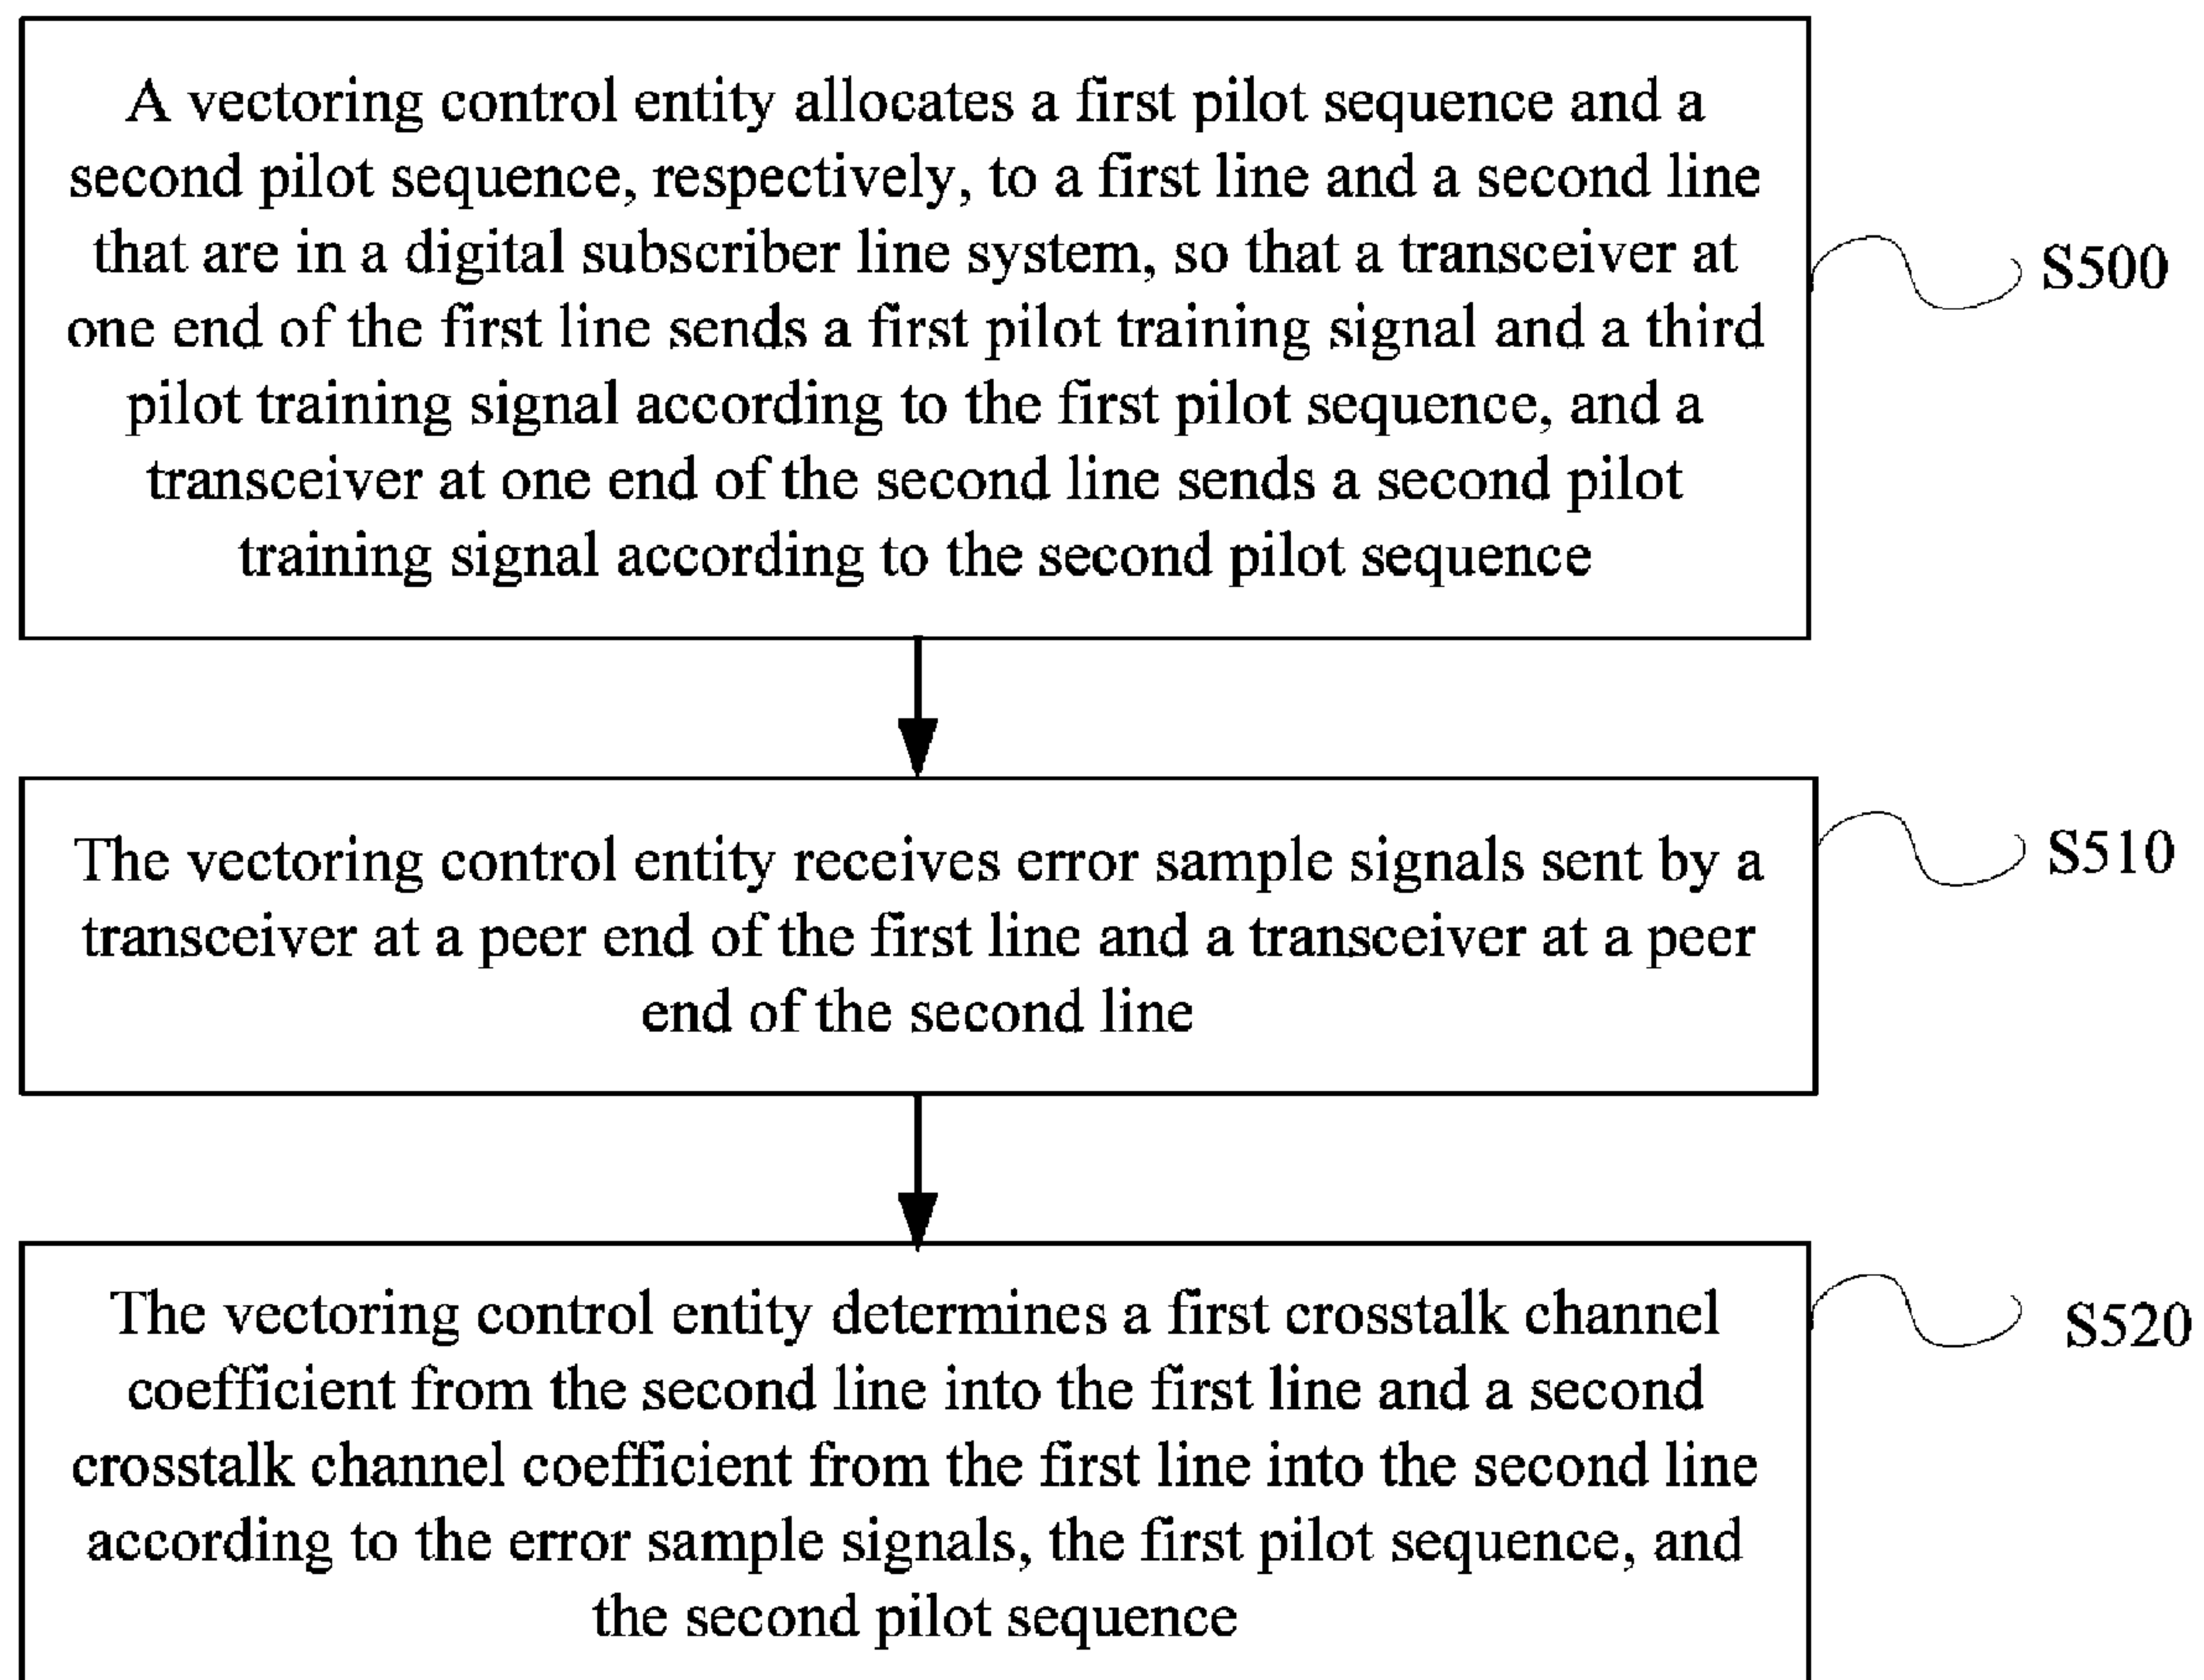 A vectoring control entity allocates a first pilot sequence and a
second pilot sequence, respectively, to a first line and a second line
that are in a digital subscriber line system, so that a transceiver at
one end of the first line sends a first pilot training signal and a third
pilot training signal according to the first pilot sequence, and a
transceiver at one end of the second line sends a second pilot
training signal according to the second pilot sequence
S500
The vectoring control entity receives error sample signals sent by a
transceiver at a peer end of the first line and a transceiver at a peer
end of the second line
S510
The vectoring control entity determines a first crosstalk channel
coefficient from the second line into the first line and a second
crosstalk channel coefficient from the first line into the second line
according to the error sample signals, the first pilot sequence, and
the second pilot sequence
S520